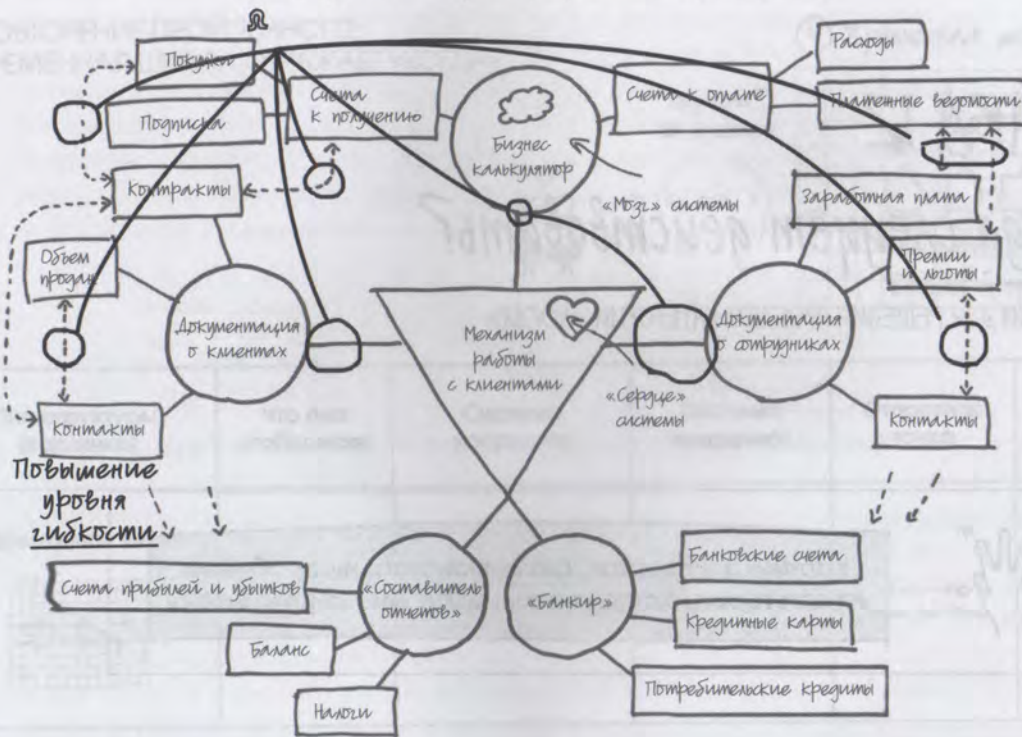 Покупки
Подписка
Счета
к получению
Бизнес
калькулятор
Счета к оплате
Расходы
Платежные ведомости
Контракты
«Мозг» системы
Заработная плата
Объем
продаж
Премии
и льготы
Документация
о клиентах
Механизм
работы
с клиентами
Документация
о сотрудниках
«Сердце»
системы
Контакты
Контакты
Повышение
уровня
гибкости
Счета прибылей и убытков
«Составитель
отчетов»
«Банкир»
Банковские счета
Кредитные карты
Баланс
Налоги
Потребительские кредиты